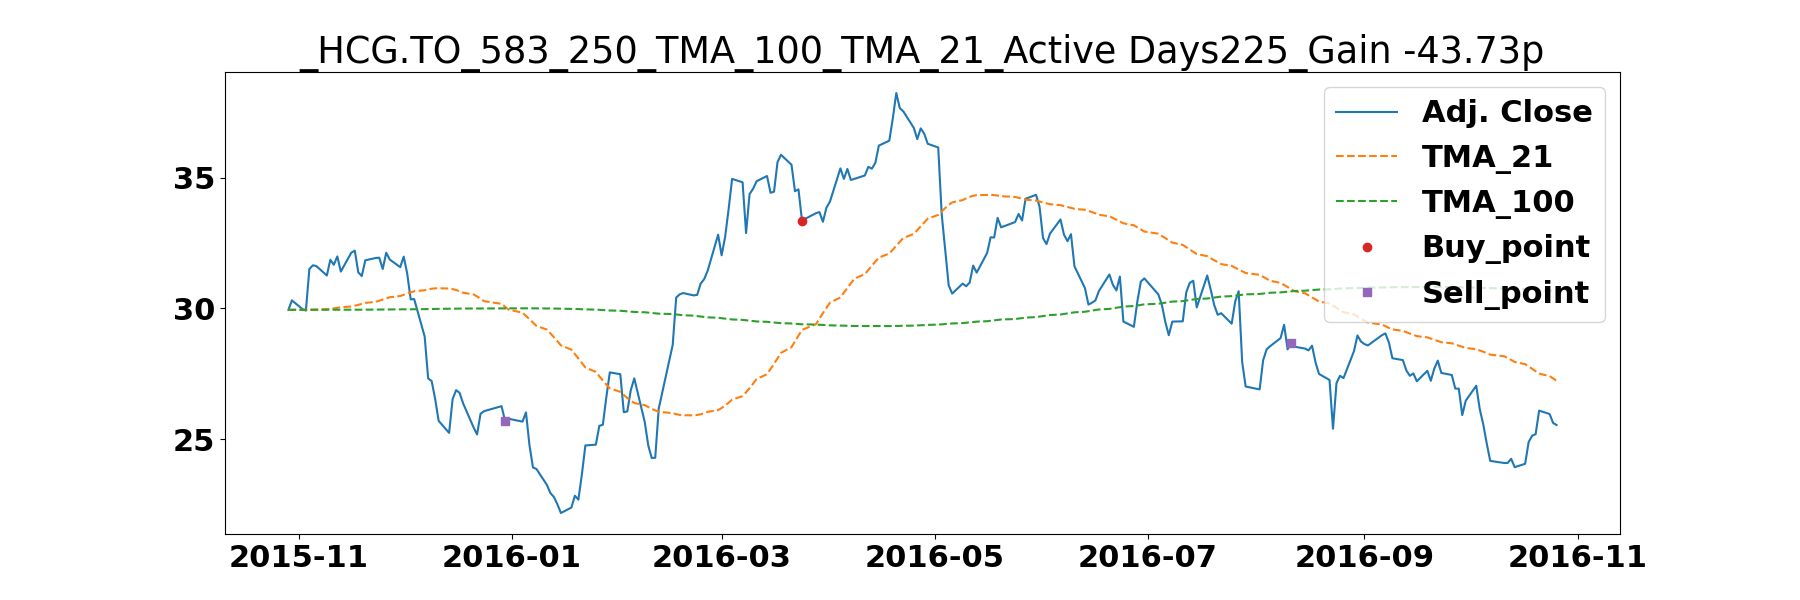 _HCG.TO_583_250_TMA_100_TMA_21_Active Days225_Gain -43.73p
Adj. Close
TMA_21
TMA_100
Buy_point
Sell_point
35
30
25
2015-11 2016-01 2016-03 2016-05 2016-07 2016-09 2016-11